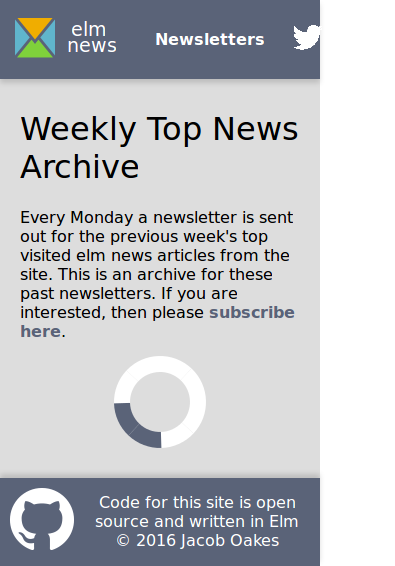 elm
news
Newsletters
Weekly Top News
Archive
Every Monday a newsletter is sent
out for the previous week's top
visited elm news articles from the
site. This is an archive for these
past newsletters. If you are
interested, then please subscribe
here.
Code for this site is open
source and written in Elm
© 2016 Jacob Oakes